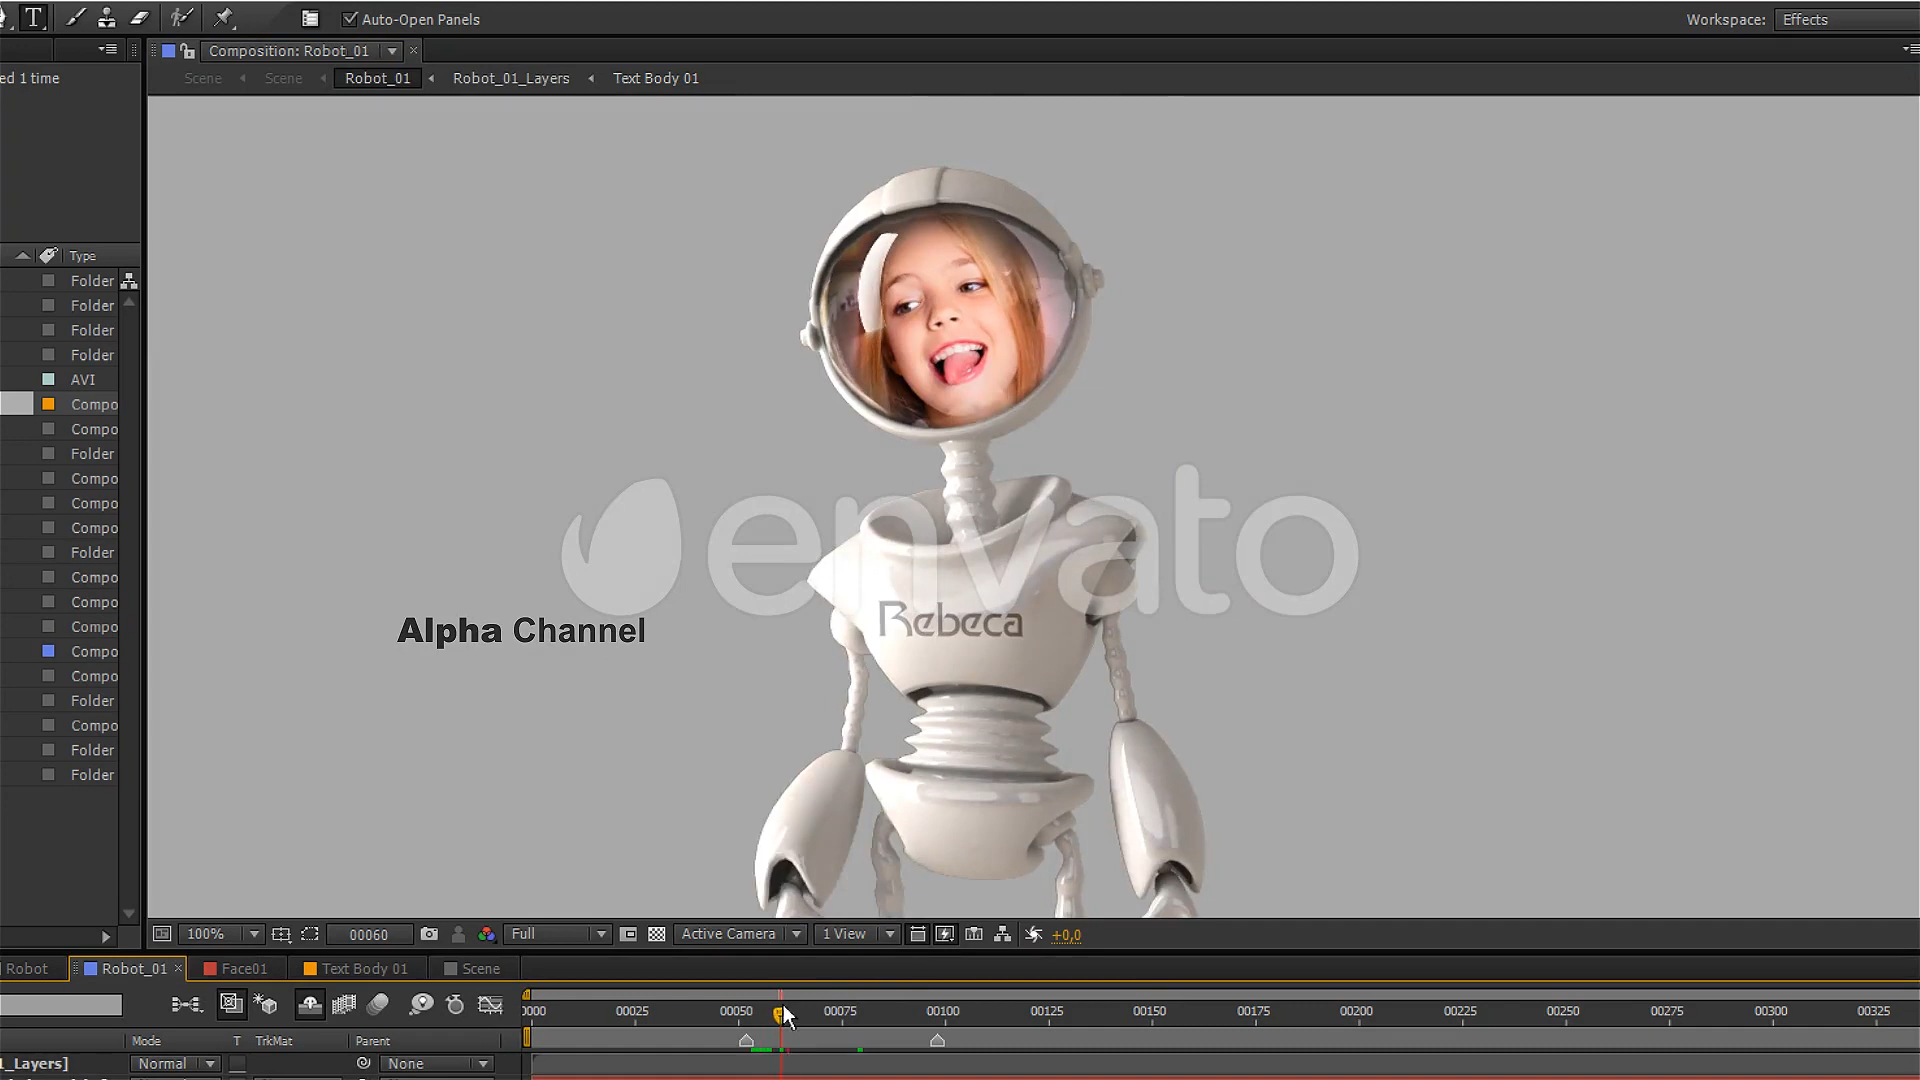 T
Auto-Open Panels
Workspace: Effects
Composition: Robot_01
ed 1 time
Scene Scene Robot_01 Robot_01_Layers Text Body 01
Type
Folder
Folder
Folder
Folder
AVI
Compo
Compo
Folder
Compo
Compo
Compo
Folder
Compo
Compo
Compo
Compo
Compo
Folder
Compo
Folder
Folder
envato
Rebeca
Alpha Channel
100% 00060 Full Active Camera 1 View +0,0
Robot Robot_01 Face01 Text Body 01 Scene
0000 00025 00050 00075 00100 00125 00150 00175 00200 00225 00250 00275 00300 00325
Mode T TrkMat Parent
1_Layers] Normal None